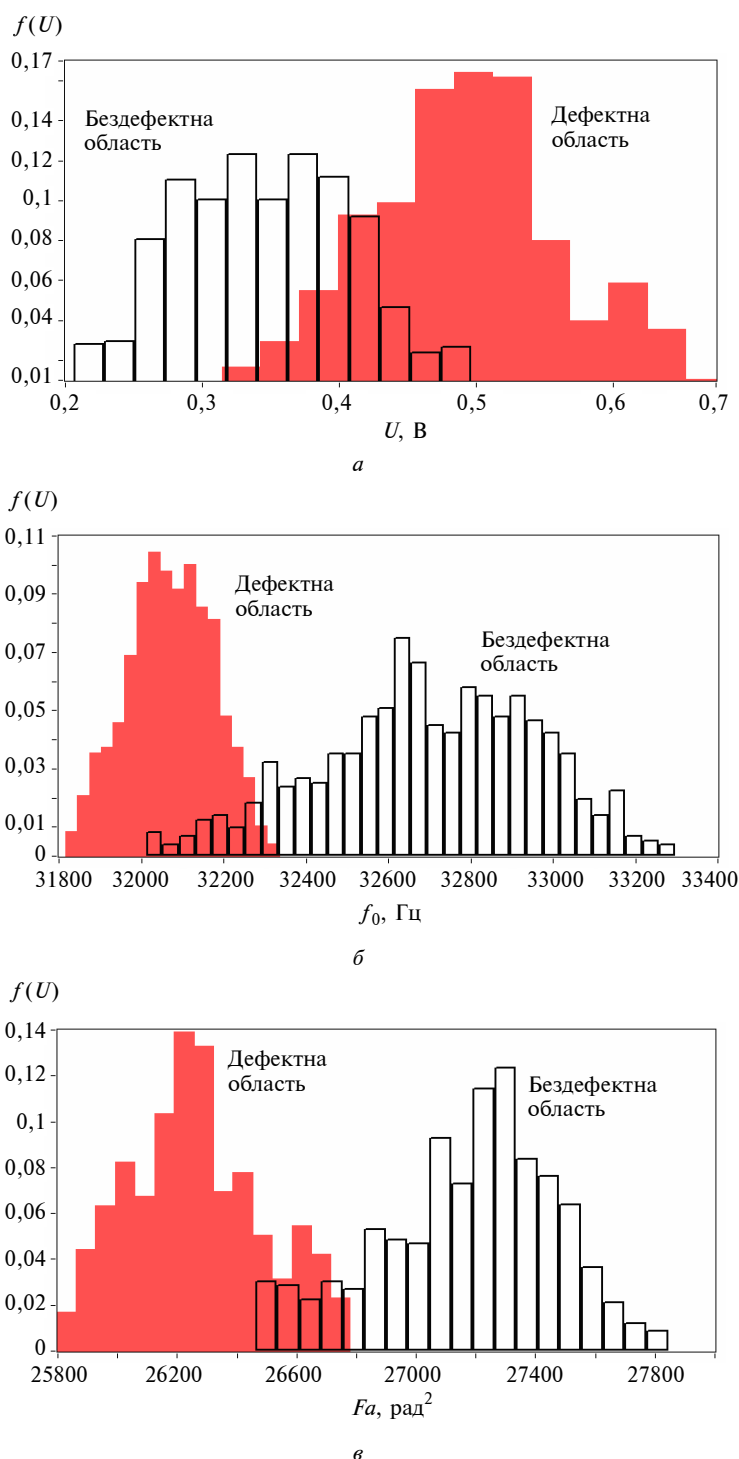 f(U)
0,17
0,14
0,12
0,1
0,08
0,06
0,04
0,01
Бездефектна
область
Дефектна
область
0,2 0,3 0,4 0,5 0,6 0,7
U, В
а
f(U)
0,11
0,09
0,07
0,05
0,03
0,01
0
Дефектна
область
Бездефектна
область
31800 32000 32200 32400 32600 32800 33000 33200 33400
f₀, Гц
б
f(U)
0,14
0,12
0,1
0,08
0,06
0,04
0,02
0
Дефектна
область
Бездефектна
область
25800 26200 26600 27000 27400 27800
Fa, рад²
в